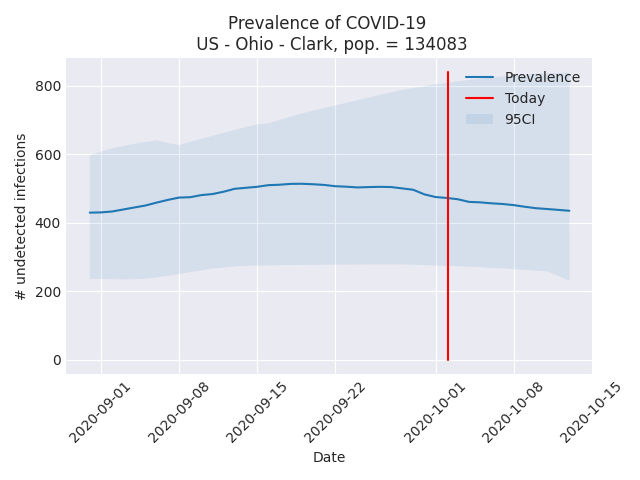 Prevalence of COVID-19
US - Ohio - Clark, pop. = 134083
Prevalence
Today
95CI
800
600
400
200
0
# undetected infections
2020-09-01
2020-09-08
2020-09-15
2020-09-22
2020-10-01
2020-10-08
2020-10-15
Date